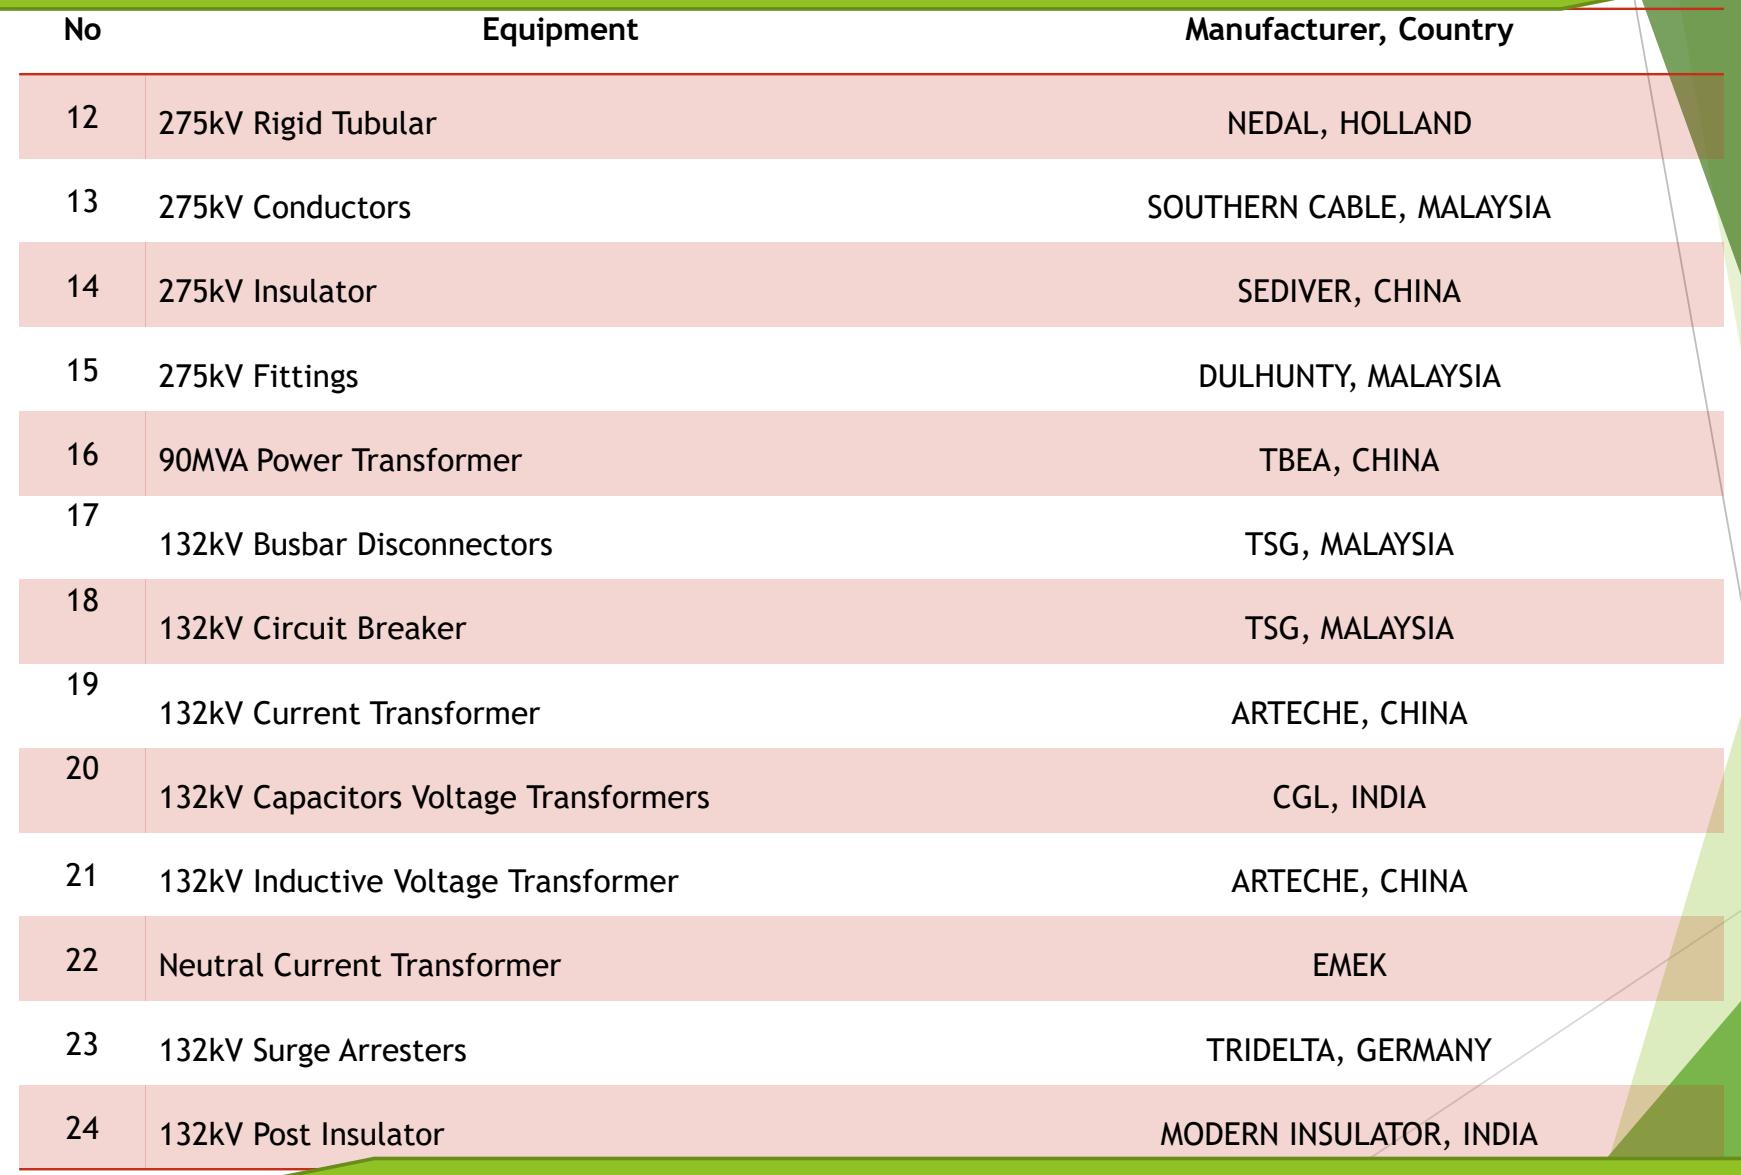 No Equipment Manufacturer, Country
12 275kV Rigid Tubular NEDAL, HOLLAND
13 275kV Conductors SOUTHERN CABLE, MALAYSIA
14 275kV Insulator SEDIVER, CHINA
15 275kV Fittings DULHUNTY, MALAYSIA
16 90MVA Power Transformer TBEA, CHINA
17 132kV Busbar Disconnectors TSG, MALAYSIA
18 132kV Circuit Breaker TSG, MALAYSIA
19 132kV Current Transformer ARTECHE, CHINA
20 132kV Capacitors Voltage Transformers CGL, INDIA
21 132kV Inductive Voltage Transformer ARTECHE, CHINA
22 Neutral Current Transformer EMEK
23 132kV Surge Arresters TRIDELTA, GERMANY
24 132kV Post Insulator MODERN INSULATOR, INDIA